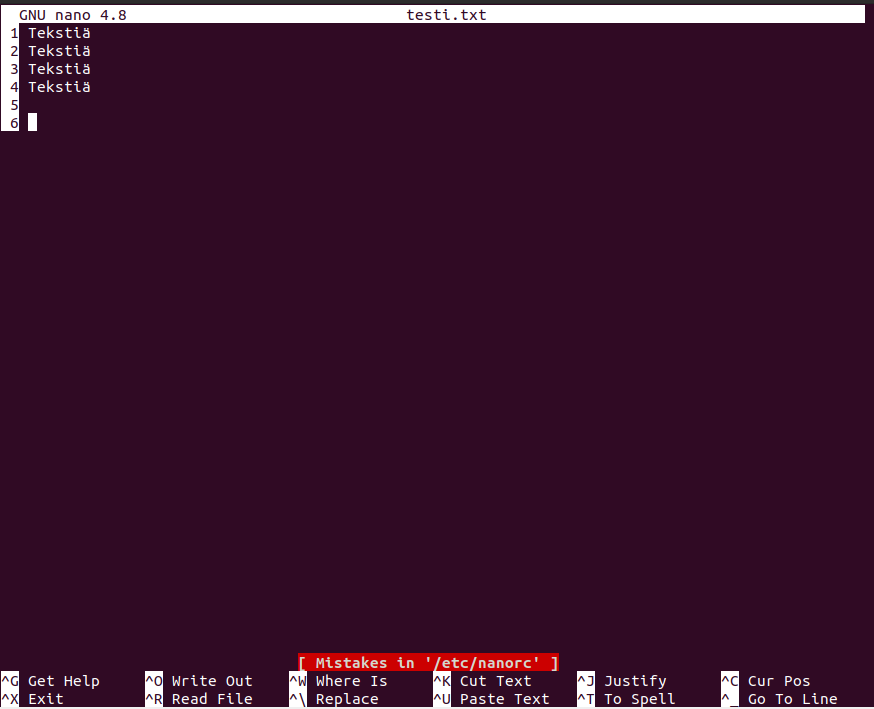 GNU nano 4.8 testi.txt
1 Tekstiä
2 Tekstiä
3 Tekstiä
4 Tekstiä
5
6
[ Mistakes in '/etc/nanorc' ]
^G Get Help ^O Write Out ^W Where Is ^K Cut Text ^J Justify ^C Cur Pos
^X Exit ^R Read File ^\ Replace ^U Paste Text ^T To Spell ^_ Go To Line